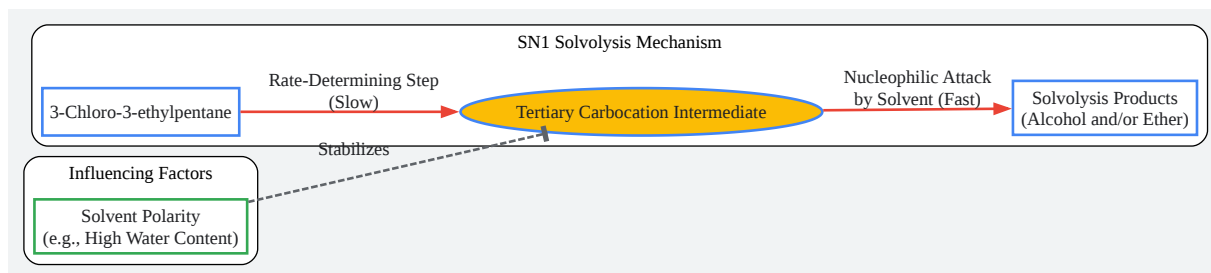 SN1 Solvolysis Mechanism
3-Chloro-3-ethylpentane
Rate-Determining Step
(Slow)
Tertiary Carbocation Intermediate
Nucleophilic Attack
by Solvent (Fast)
Solvolysis Products
(Alcohol and/or Ether)
Stabilizes
Influencing Factors
Solvent Polarity
(e.g., High Water Content)